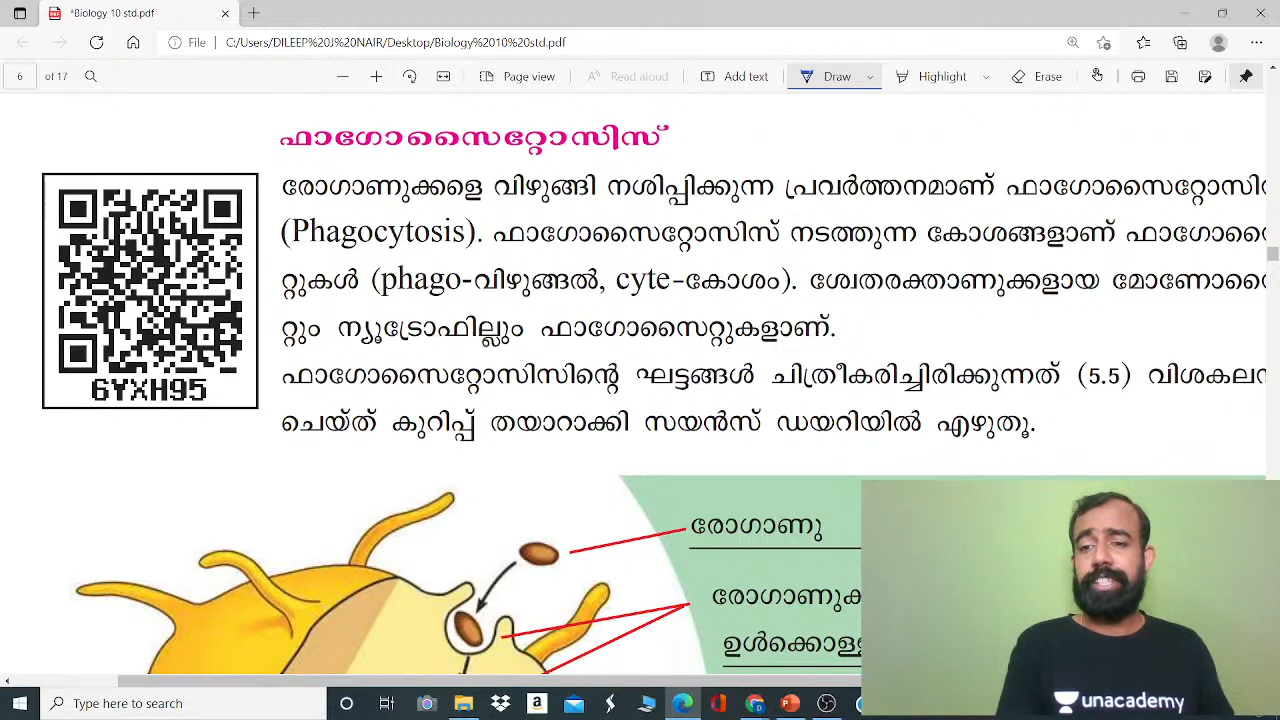 *Biology 10 std.pdf
File
C:/Users/DILEEP%20J%20NAIR/Desktop/Biology%2010%20std.pdf
6 of 17
Page view
Read aloud
Add text
Draw
Highlight
Erase
ഫാഗോസൈറ്റോസിസ്
രോഗാണുക്കളെ വിഴുങ്ങി നശിപ്പിക്കുന്ന പ്രവർത്തനമാണ് ഫാഗോസൈറ്റോസി
(Phagocytosis). ഫാഗോസൈറ്റോസിസ് നടത്തുന്ന കോശങ്ങളാണ് ഫാഗോസൈ
റ്റുകൾ (phago-വിഴുങ്ങൽ, cyte-കോശം). ശ്വേതരക്താണുക്കളായ മോണോസൈ
റ്റും ന്യൂട്രോഫില്ലും ഫാഗോസൈറ്റുകളാണ്.
ഫാഗോസൈറ്റോസിസിന്റെ ഘട്ടങ്ങൾ ചിത്രീകരിച്ചിരിക്കുന്നത് (5.5) വിശകലന
ചെയ്ത് കുറിപ്പ് തയാറാക്കി സയൻസ് ഡയറിയിൽ എഴുതൂ.
6YXH95
രോഗാണു
രോഗാണുക
ഉൾക്കൊള്ള
unacademy
Type here to search